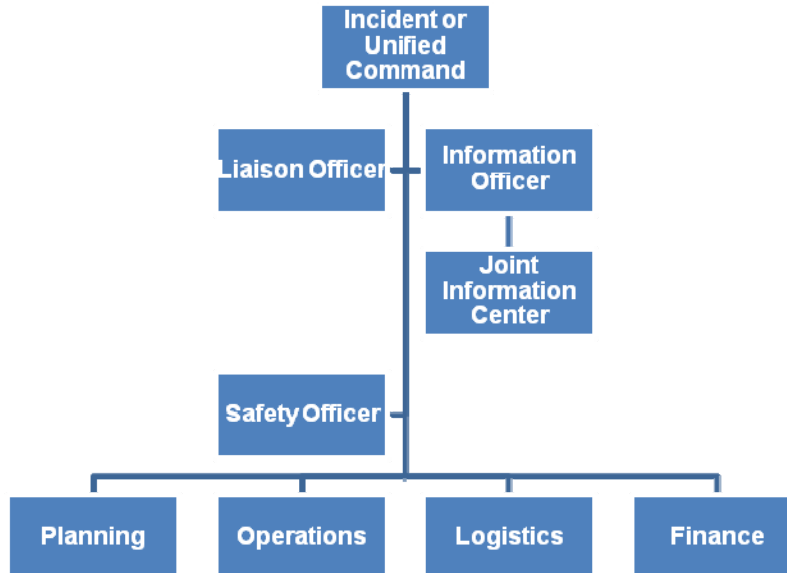 Incident or
Unified
Command
Liaison Officer
Information
Officer
Joint
Information
Center
Safety Officer
Planning
Operations
Logistics
Finance